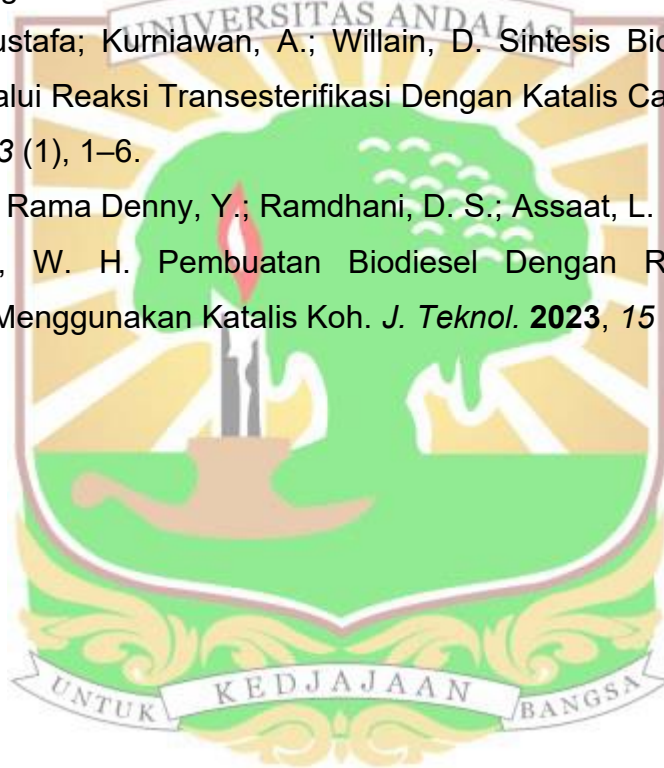 UNIVERSITAS ANDALAS
ustafa; Kurniawan, A.; Willain, D. Sintesis Bio
alui Reaksi Transesterifikasi Dengan Katalis Ca
3 (1), 1–6.
Rama Denny, Y.; Ramdhani, D. S.; Assaat, L.
, W. H. Pembuatan Biodiesel Dengan R
Menggunakan Katalis Koh. J. Teknol. 2023, 15
UNTUK KEDJAJAAN BANGSA